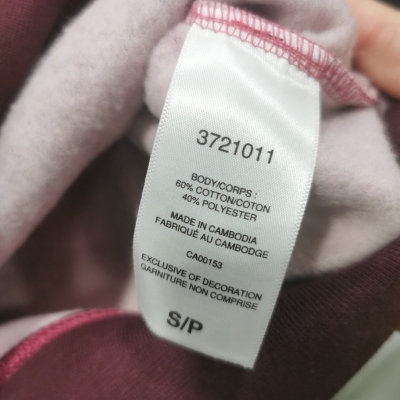 3721011
BODY/CORPS :
60% COTTON/COTON
40% POLYESTER
MADE IN CAMBODIA
FABRIQUÉ AU CAMBODGE
CA00153
EXCLUSIVE OF DECORATION
GARNITURE NON COMPRISE
S/P